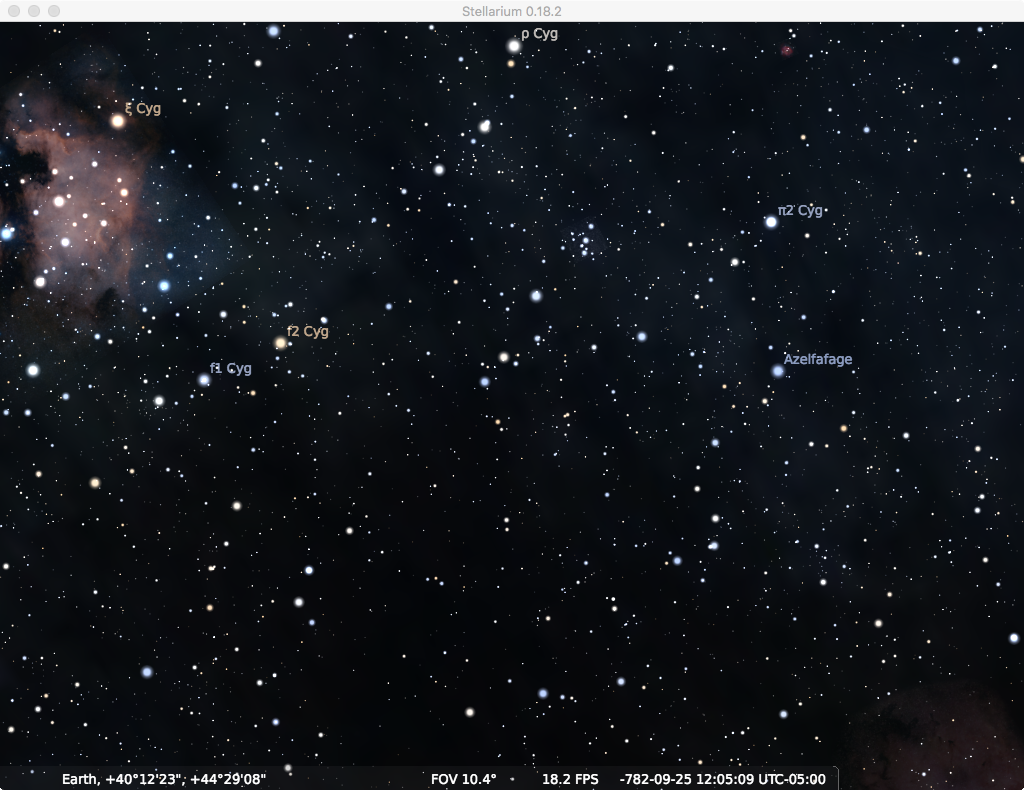 Stellarium 0.18.2
ρ Cyg
ξ Cyg
π2 Cyg
f2 Cyg
Azelfafage
f1 Cyg
Earth, +40°12'23", +44°29'08" FOV 10.4° 18.2 FPS -782-09-25 12:05:09 UTC-05:00